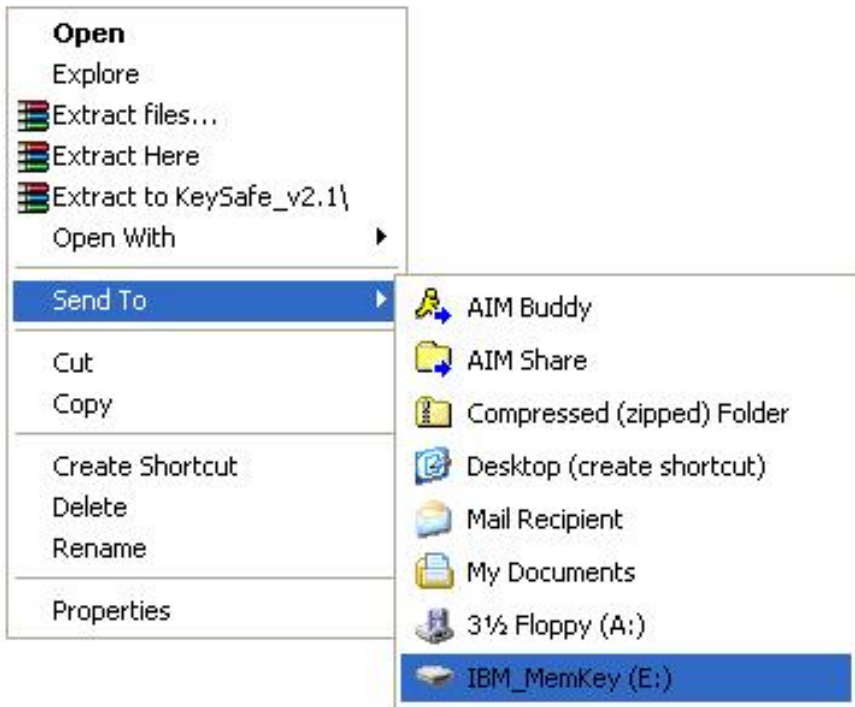 Open
Explore
Extract files...
Extract Here
Extract to KeySafe_v2.1\
Open With
Send To
Cut
Copy
Create Shortcut
Delete
Rename
Properties
AIM Buddy
AIM Share
Compressed (zipped) Folder
Desktop (create shortcut)
Mail Recipient
My Documents
3½ Floppy (A:)
IBM_MemKey (E:)